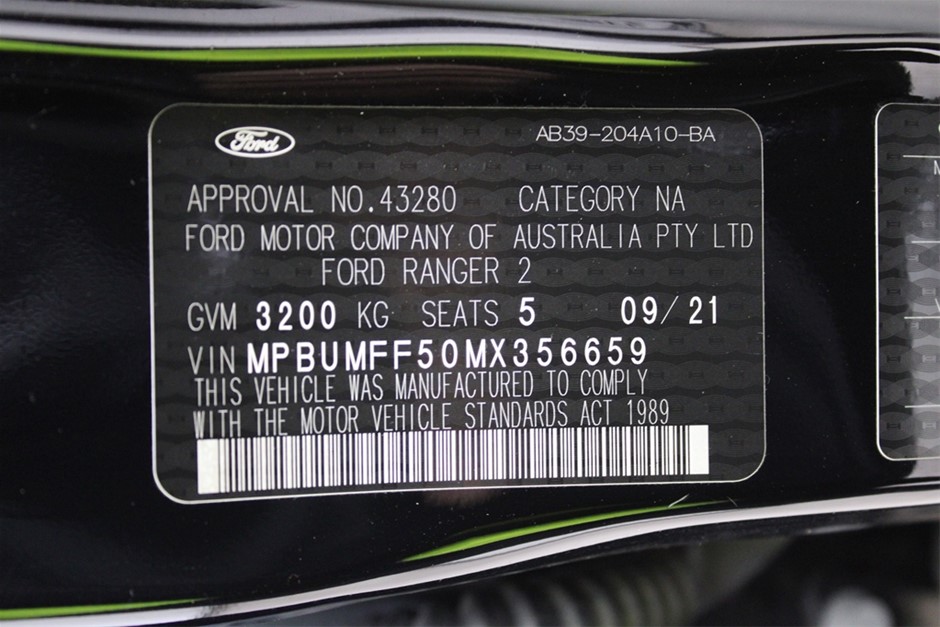 Ford AB39-204A10-BA
APPROVAL NO.43280 CATEGORY NA
FORD MOTOR COMPANY OF AUSTRALIA PTY LTD
FORD RANGER 2
GVM 3200 KG SEATS 5 09/21
VIN MPBUMFF50MX356659
THIS VEHICLE WAS MANUFACTURED TO COMPLY
WITH THE MOTOR VEHICLE STANDARDS ACT 1989